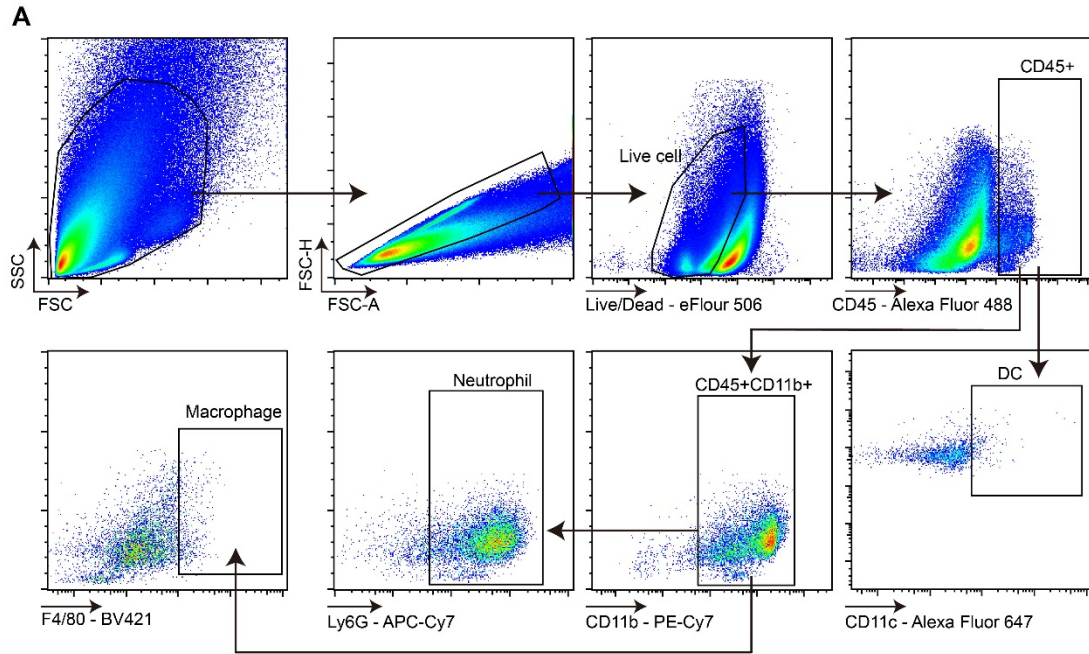 A
SSC
FSC
FSC-H
FSC-A
Live cell
Live/Dead - eFlour 506
CD45+
CD45 - Alexa Fluor 488
Macrophage
F4/80 - BV421
Neutrophil
Ly6G - APC-Cy7
CD45+CD11b+
CD11b - PE-Cy7
DC
CD11c - Alexa Fluor 647